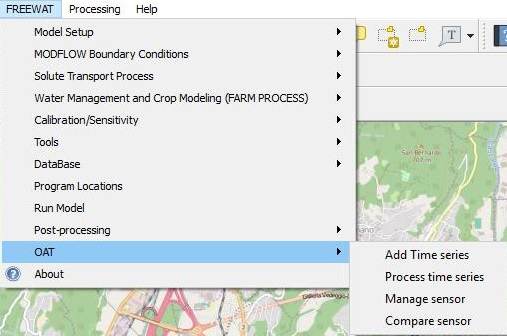 FREEWAT Processing Help
Model Setup
MODFLOW Boundary Conditions
Solute Transport Process
Water Management and Crop Modeling (FARM PROCESS)
Calibration/Sensitivity
Tools
DataBase
Program Locations
Run Model
Post-processing
OAT
About
Add Time series
Process time series
Manage sensor
Compare sensor
T
San Bernardo